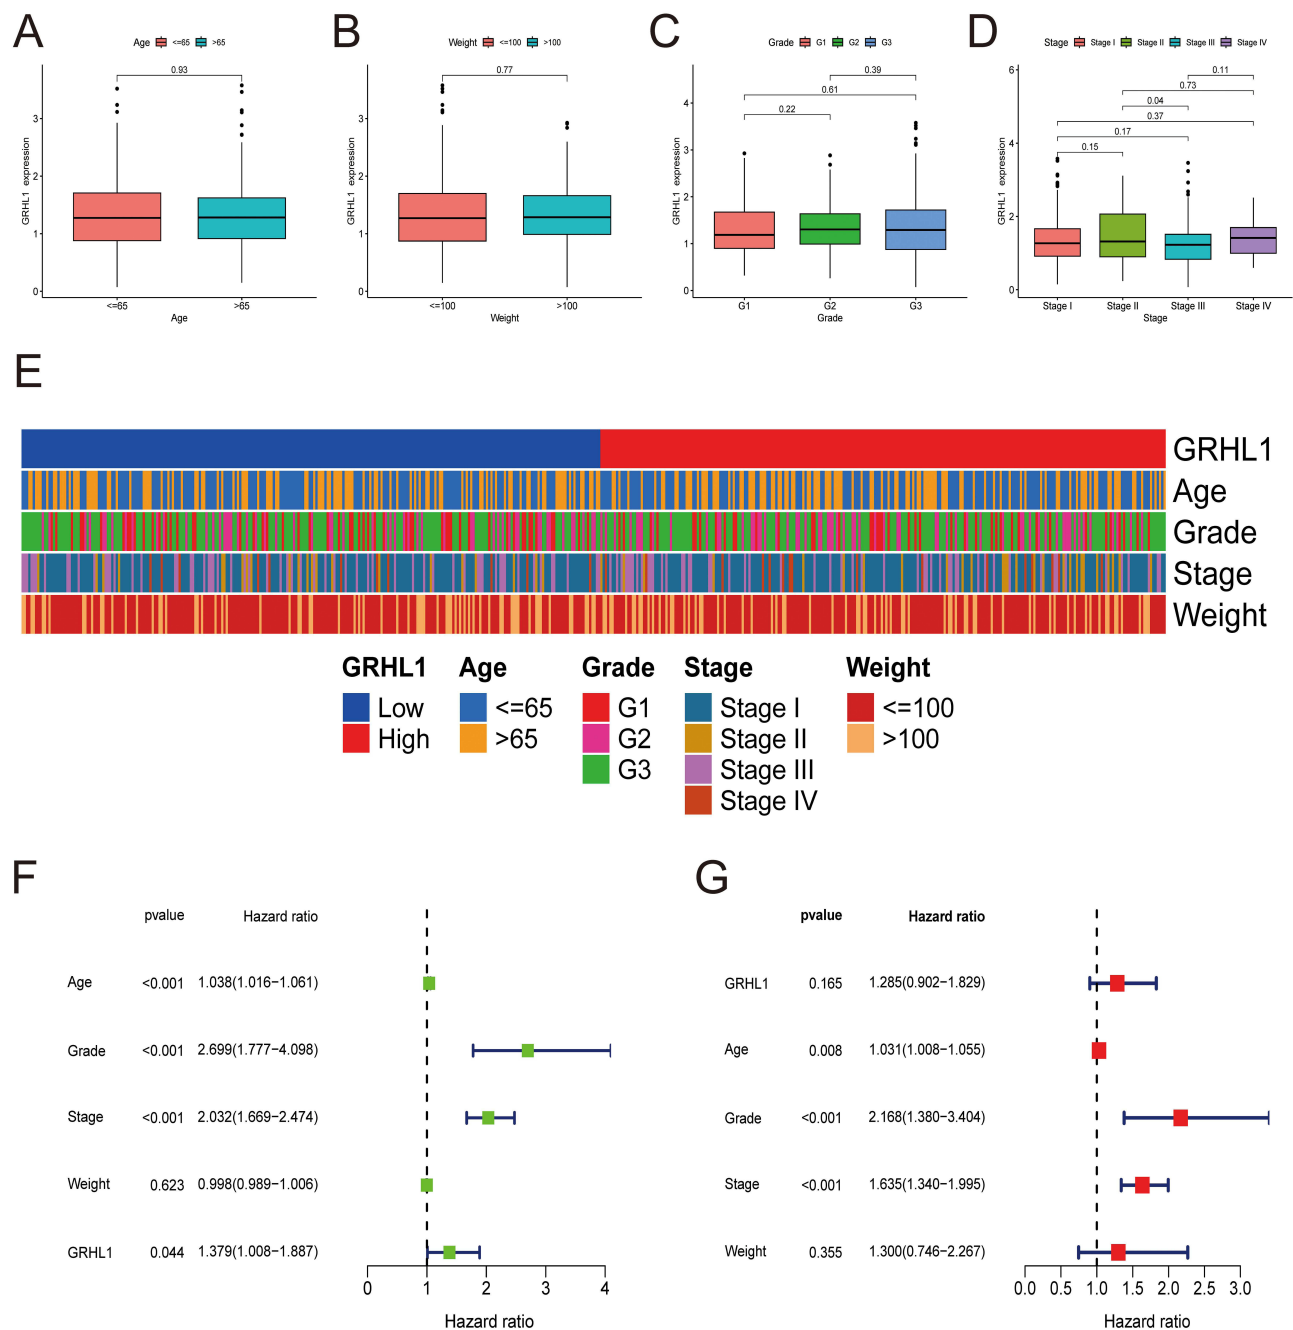 A
Age <=65 >65
0.93
GRHL1 expression
3
2
1
0
<=65 >65
Age
B
Weight <=100 >100
0.77
GRHL1 expression
3
2
1
0
<=100 >100
Weight
C
Grade G1 G2 G3
0.39
0.61
0.22
GRHL1 expression
4
3
2
1
0
G1 G2 G3
Grade
D
Stage Stage I Stage II Stage III Stage IV
0.11
0.73
0.04
0.37
0.17
0.15
GRHL1 expression
6
4
2
0
Stage I Stage II Stage III Stage IV
Stage
E
GRHL1
Age
Grade
Stage
Weight
GRHL1 Age Grade Stage Weight
Low <=65 G1 Stage I <=100
High >65 G2 Stage II >100
G3 Stage III
Stage IV
F
pvalue Hazard ratio
Age <0.001 1.038(1.016−1.061)
Grade <0.001 2.699(1.777−4.098)
Stage <0.001 2.032(1.669−2.474)
Weight 0.623 0.998(0.989−1.006)
GRHL1 0.044 1.379(1.008−1.887)
0 1 2 3 4
Hazard ratio
G
pvalue Hazard ratio
GRHL1 0.165 1.285(0.902−1.829)
Age 0.008 1.031(1.008−1.055)
Grade <0.001 2.168(1.380−3.404)
Stage <0.001 1.635(1.340−1.995)
Weight 0.355 1.300(0.746−2.267)
0.0 0.5 1.0 1.5 2.0 2.5 3.0
Hazard ratio